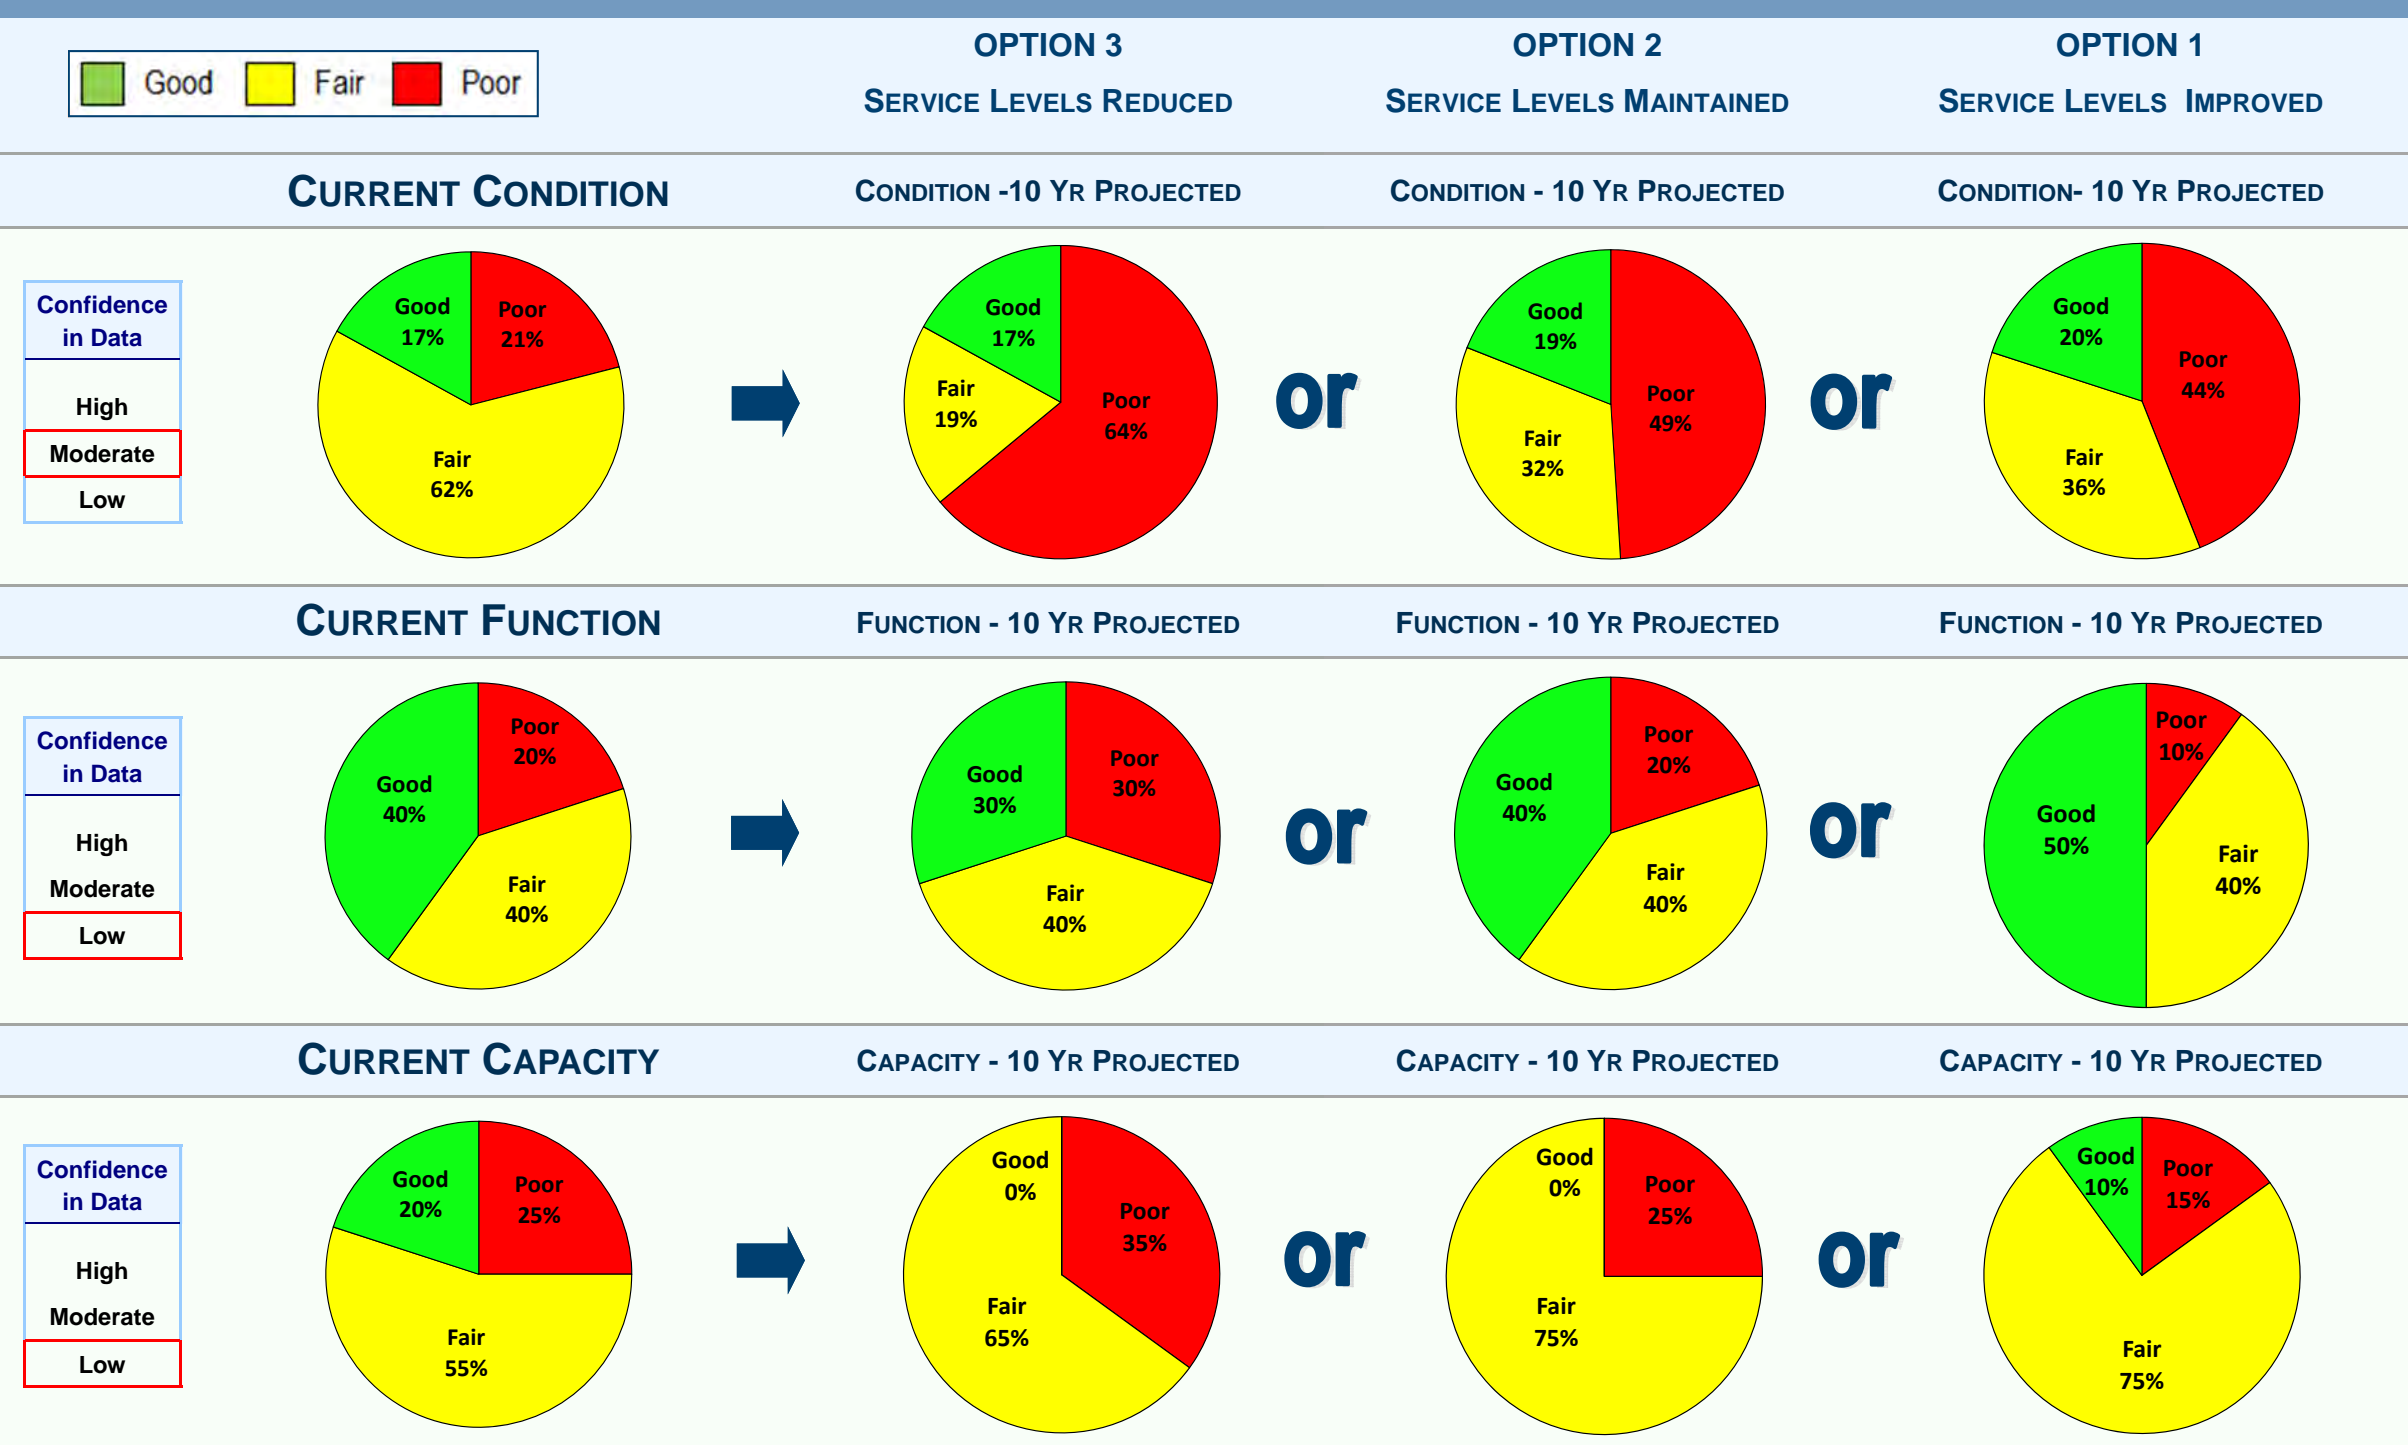 Good Fair Poor
OPTION 3
SERVICE LEVELS REDUCED
OPTION 2
SERVICE LEVELS MAINTAINED
OPTION 1
SERVICE LEVELS IMPROVED
CURRENT CONDITION
CONDITION -10 YR PROJECTED
CONDITION - 10 YR PROJECTED
CONDITION- 10 YR PROJECTED
Confidence
in Data
High
Moderate
Low
Good
17%
Poor
21%
Fair
62%
Good
17%
Fair
19%
Poor
64%
or
Good
19%
Poor
49%
Fair
32%
or
Good
20%
Poor
44%
Fair
36%
CURRENT FUNCTION
FUNCTION - 10 YR PROJECTED
FUNCTION - 10 YR PROJECTED
FUNCTION - 10 YR PROJECTED
Confidence
in Data
High
Moderate
Low
Poor
20%
Good
40%
Fair
40%
Good
30%
Poor
30%
Fair
40%
or
Poor
20%
Good
40%
Fair
40%
or
Poor
10%
Good
50%
Fair
40%
CURRENT CAPACITY
CAPACITY - 10 YR PROJECTED
CAPACITY - 10 YR PROJECTED
CAPACITY - 10 YR PROJECTED
Confidence
in Data
High
Moderate
Low
Good
20%
Poor
25%
Fair
55%
Good
0%
Poor
35%
Fair
65%
or
Good
0%
Poor
25%
Fair
75%
or
Good
10%
Poor
15%
Fair
75%